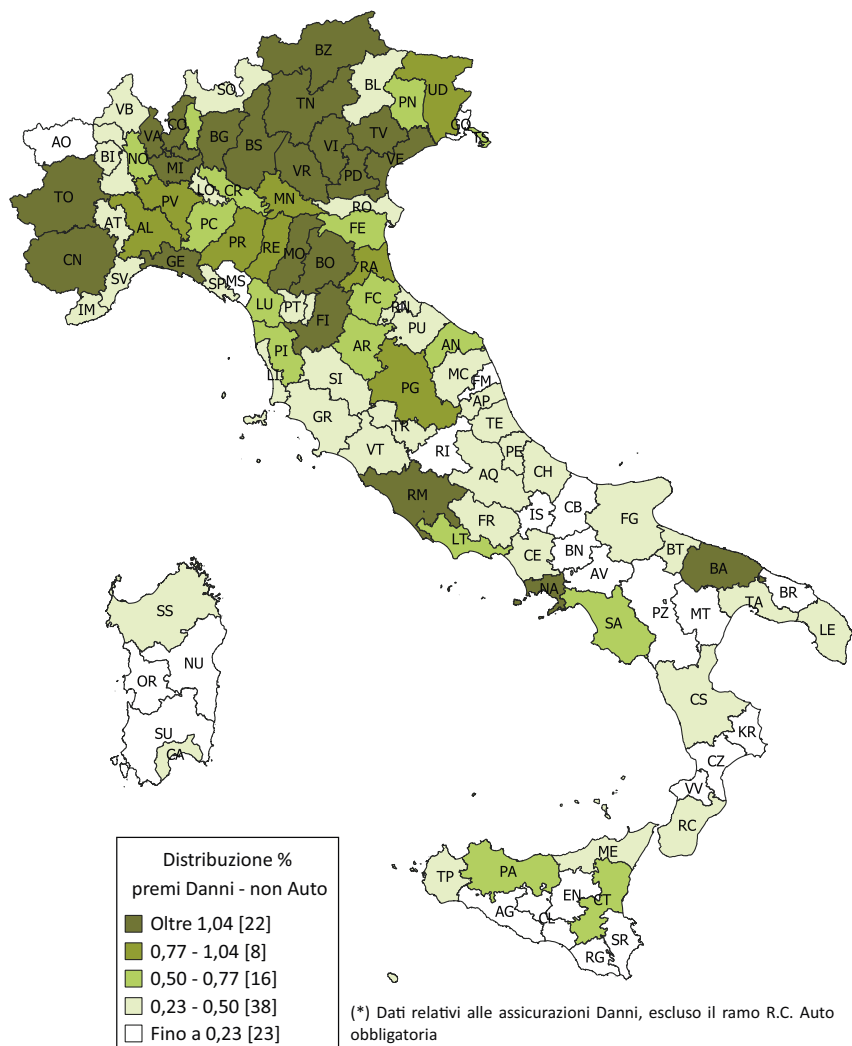 BZ
SO
BL
UD
VB
TN
PN
GO
TS
AO
CO
VA
BG
BS
VI
TV
BI
NO
MI
VR
PD
VE
TO
LO
CR
PV
MN
RO
AT
AL
PC
FE
CN
PR
RE
MO
BO
RA
GE
SV
SP
MS
IM
LU
PT
FC
RN
FI
PU
AR
AN
PI
LI
SI
MC
FM
PG
AP
GR
TR
TE
VT
RI
PE
AQ
CH
RM
CB
IS
FR
FG
LT
CE
BN
BT
AV
BA
NA
BR
SS
SA
PZ
MT
TA
LE
NU
OR
CS
SU
CA
KR
CZ
VV
RC
ME
TP
PA
EN
AG
CL
CT
SR
RG
Distribuzione %
premi Danni - non Auto
Oltre 1,04 [22]
0,77 - 1,04 [8]
0,50 - 0,77 [16]
0,23 - 0,50 [38]
Fino a 0,23 [23]
(*) Dati relativi alle assicurazioni Danni, escluso il ramo R.C. Auto
obbligatoria